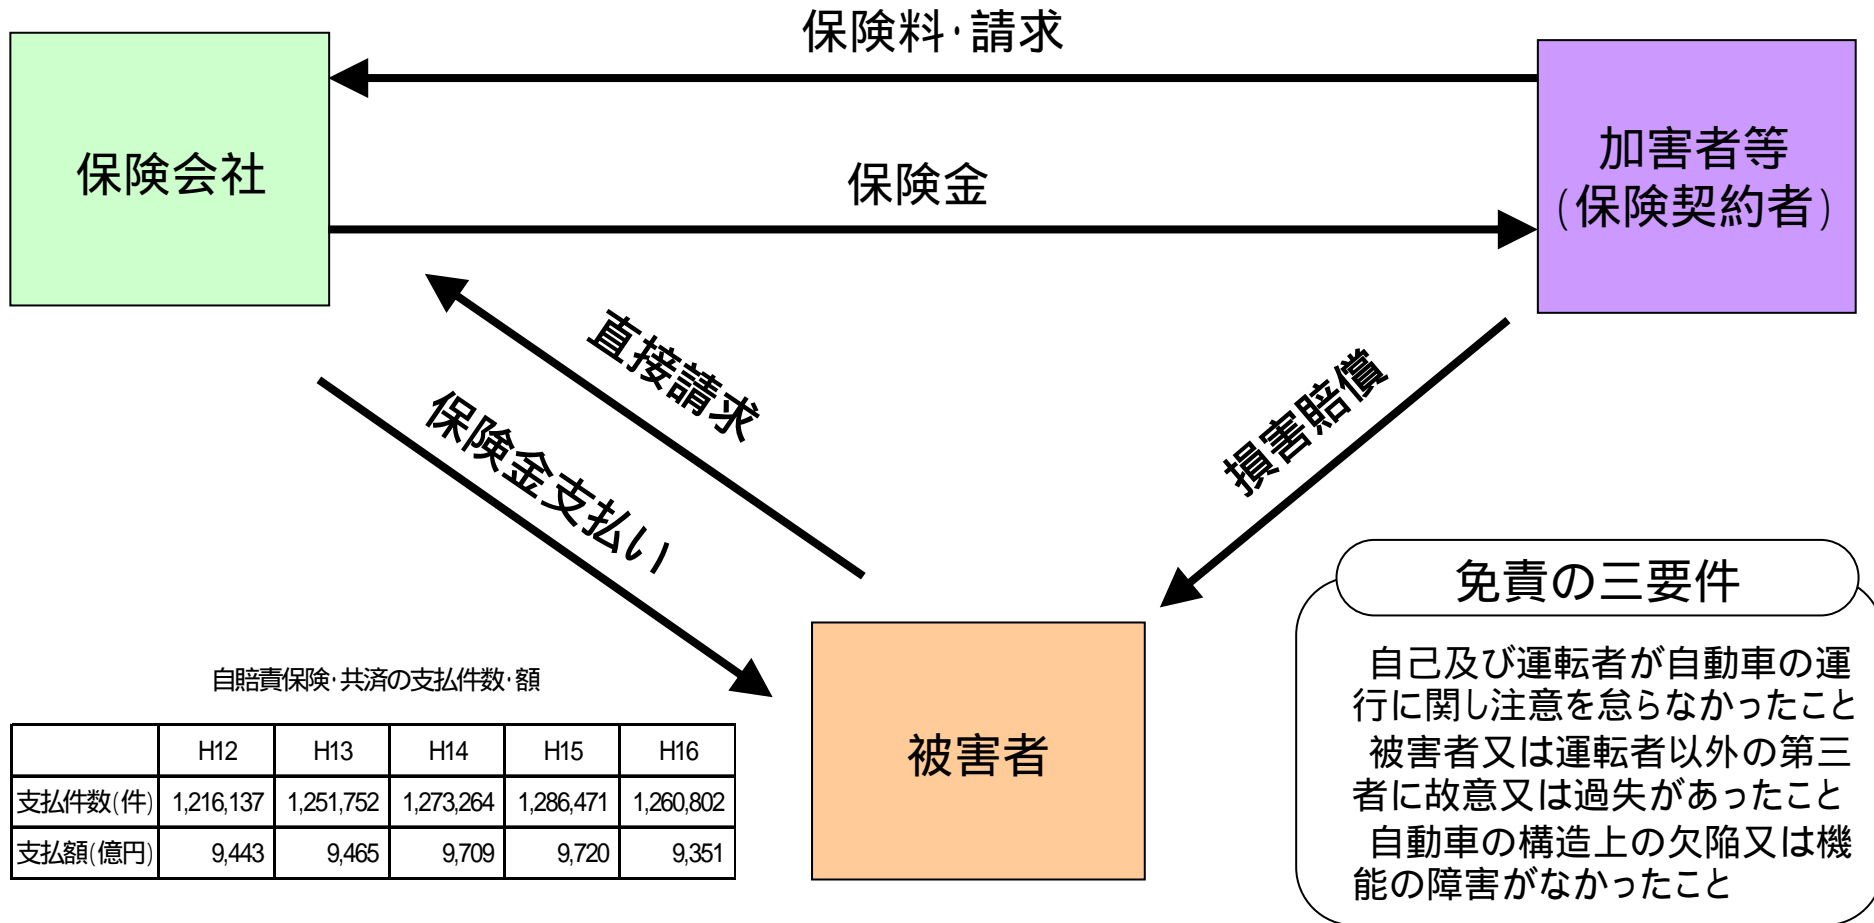 保険料・請求
保険会社
加害者等
(保険契約者)
保険金
直接請求
保険金支払い
損害賠償
被害者
免責の三要件
自己及び運転者が自動車の運
行に関し注意を怠らなかったこと
被害者又は運転者以外の第三
者に故意又は過失があったこと
自動車の構造上の欠陥又は機
能の障害がなかったこと
自賠責保険・共済の支払件数・額
H12 H13 H14 H15 H16
支払件数(件) 1,216,137 1,251,752 1,273,264 1,286,471 1,260,802
支払額(億円) 9,443 9,465 9,709 9,720 9,351